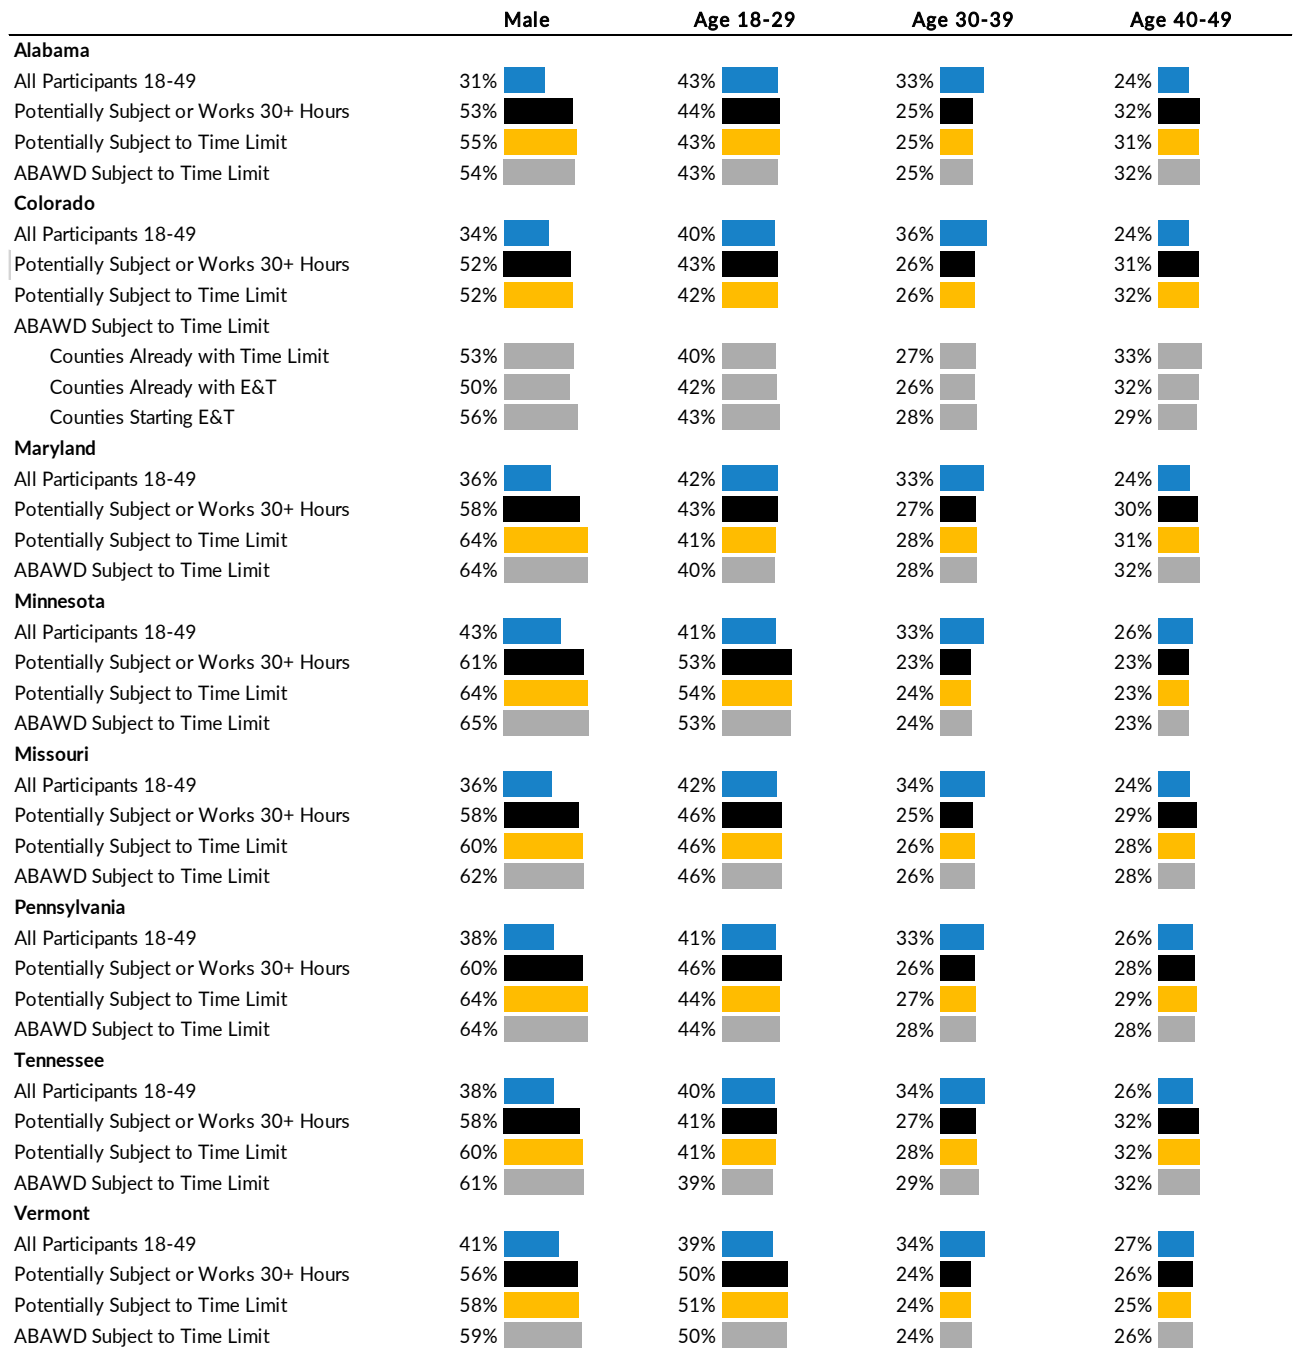 Male Age 18-29 Age 30-39 Age 40-49
Alabama
All Participants 18-49 31% 43% 33% 24%
Potentially Subject or Works 30+ Hours 53% 44% 25% 32%
Potentially Subject to Time Limit 55% 43% 25% 31%
ABAWD Subject to Time Limit 54% 43% 25% 32%
Colorado
All Participants 18-49 34% 40% 36% 24%
Potentially Subject or Works 30+ Hours 52% 43% 26% 31%
Potentially Subject to Time Limit 52% 42% 26% 32%
ABAWD Subject to Time Limit
Counties Already with Time Limit 53% 40% 27% 33%
Counties Already with E&T 50% 42% 26% 32%
Counties Starting E&T 56% 43% 28% 29%
Maryland
All Participants 18-49 36% 42% 33% 24%
Potentially Subject or Works 30+ Hours 58% 43% 27% 30%
Potentially Subject to Time Limit 64% 41% 28% 31%
ABAWD Subject to Time Limit 64% 40% 28% 32%
Minnesota
All Participants 18-49 43% 41% 33% 26%
Potentially Subject or Works 30+ Hours 61% 53% 23% 23%
Potentially Subject to Time Limit 64% 54% 24% 23%
ABAWD Subject to Time Limit 65% 53% 24% 23%
Missouri
All Participants 18-49 36% 42% 34% 24%
Potentially Subject or Works 30+ Hours 58% 46% 25% 29%
Potentially Subject to Time Limit 60% 46% 26% 28%
ABAWD Subject to Time Limit 62% 46% 26% 28%
Pennsylvania
All Participants 18-49 38% 41% 33% 26%
Potentially Subject or Works 30+ Hours 60% 46% 26% 28%
Potentially Subject to Time Limit 64% 44% 27% 29%
ABAWD Subject to Time Limit 64% 44% 28% 28%
Tennessee
All Participants 18-49 38% 40% 34% 26%
Potentially Subject or Works 30+ Hours 58% 41% 27% 32%
Potentially Subject to Time Limit 60% 41% 28% 32%
ABAWD Subject to Time Limit 61% 39% 29% 32%
Vermont
All Participants 18-49 41% 39% 34% 27%
Potentially Subject or Works 30+ Hours 56% 50% 24% 26%
Potentially Subject to Time Limit 58% 51% 24% 25%
ABAWD Subject to Time Limit 59% 50% 24% 26%